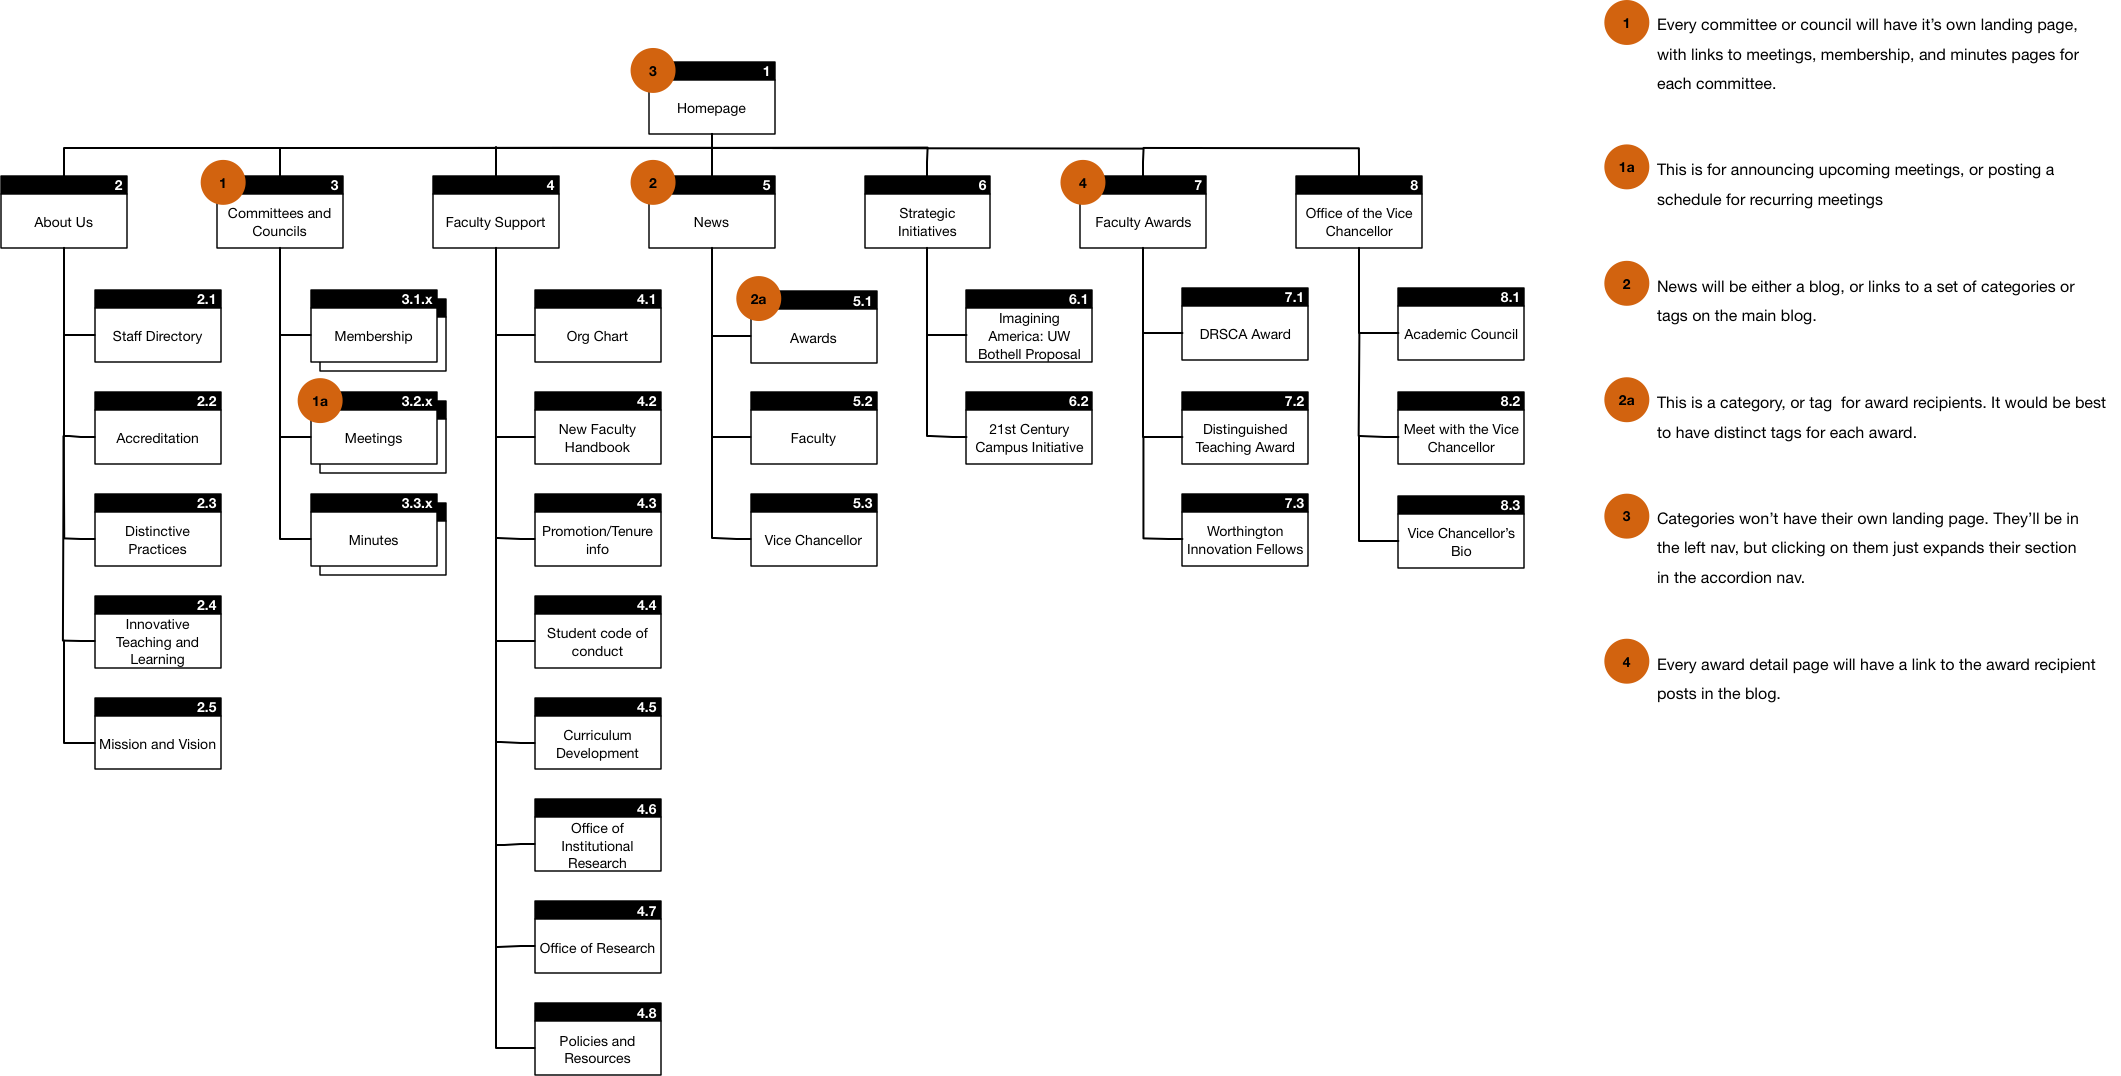 3
1
Homepage
2
About Us
1
3
Committees and
Councils
4
Faculty Support
2
5
News
6
Strategic
Initiatives
4
7
Faculty Awards
8
Office of the Vice
Chancellor
2.1
Staff Directory
2.2
Accreditation
2.3
Distinctive
Practices
2.4
Innovative
Teaching and
Learning
2.5
Mission and Vision
3.1.x
Membership
1a
3.2.x
Meetings
3.3.x
Minutes
4.1
Org Chart
4.2
New Faculty
Handbook
4.3
Promotion/Tenure
info
4.4
Student code of
conduct
4.5
Curriculum
Development
4.6
Office of
Institutional
Research
4.7
Office of Research
4.8
Policies and
Resources
2a
5.1
Awards
5.2
Faculty
5.3
Vice Chancellor
6.1
Imagining
America: UW
Bothell Proposal
6.2
21st Century
Campus Initiative
7.1
DRSCA Award
7.2
Distinguished
Teaching Award
7.3
Worthington
Innovation Fellows
8.1
Academic Council
8.2
Meet with the Vice
Chancellor
8.3
Vice Chancellor’s
Bio
1
Every committee or council will have it’s own landing page,
with links to meetings, membership, and minutes pages for
each committee.
1a
This is for announcing upcoming meetings, or posting a
schedule for recurring meetings
2
News will be either a blog, or links to a set of categories or
tags on the main blog.
2a
This is a category, or tag  for award recipients. It would be best
to have distinct tags for each award.
3
Categories won’t have their own landing page. They’ll be in
the left nav, but clicking on them just expands their section
in the accordion nav.
4
Every award detail page will have a link to the award recipient
posts in the blog.